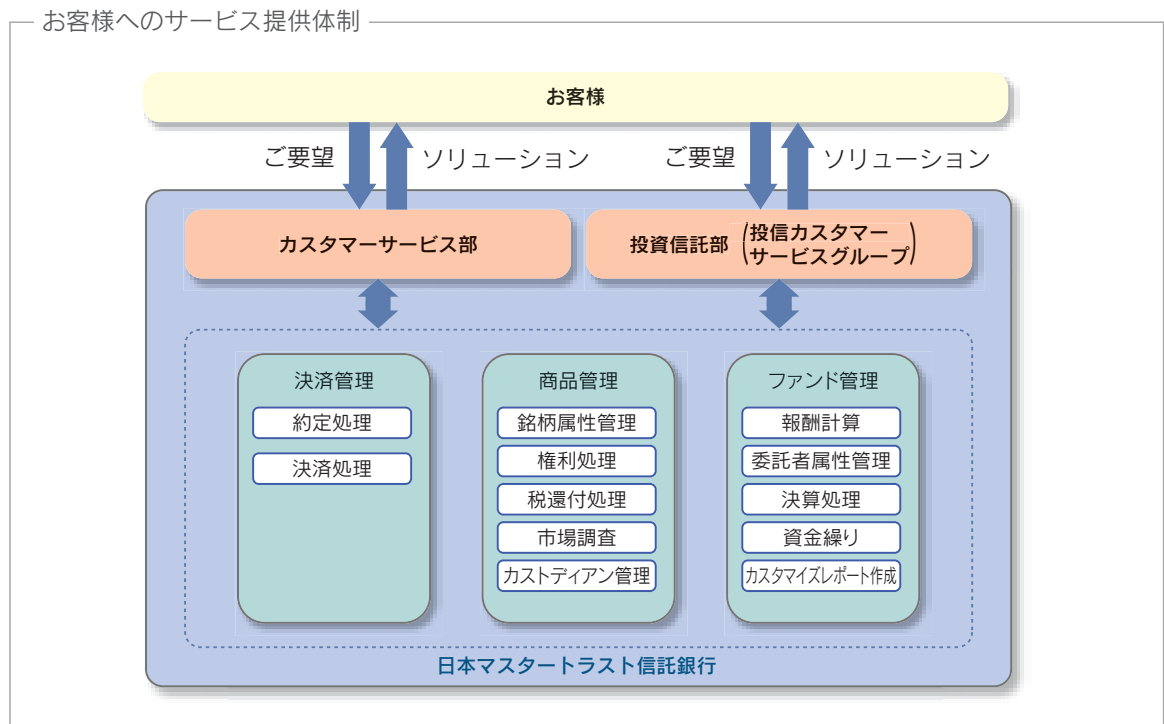 お客様へのサービス提供体制
お客様
ご要望
ソリューション
ご要望
ソリューション
カスタマーサービス部
投資信託部(投信カスタマー
サービスグループ)
決済管理
約定処理
決済処理
商品管理
銘柄属性管理
権利処理
税還付処理
市場調査
カストディアン管理
ファンド管理
報酬計算
委託者属性管理
決算処理
資金繰り
カスタマイズレポート作成
日本マスタートラスト信託銀行